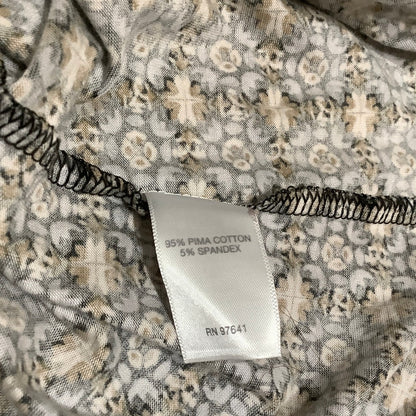 95% PIMA COTTON
5% SPANDEX
RN 97641